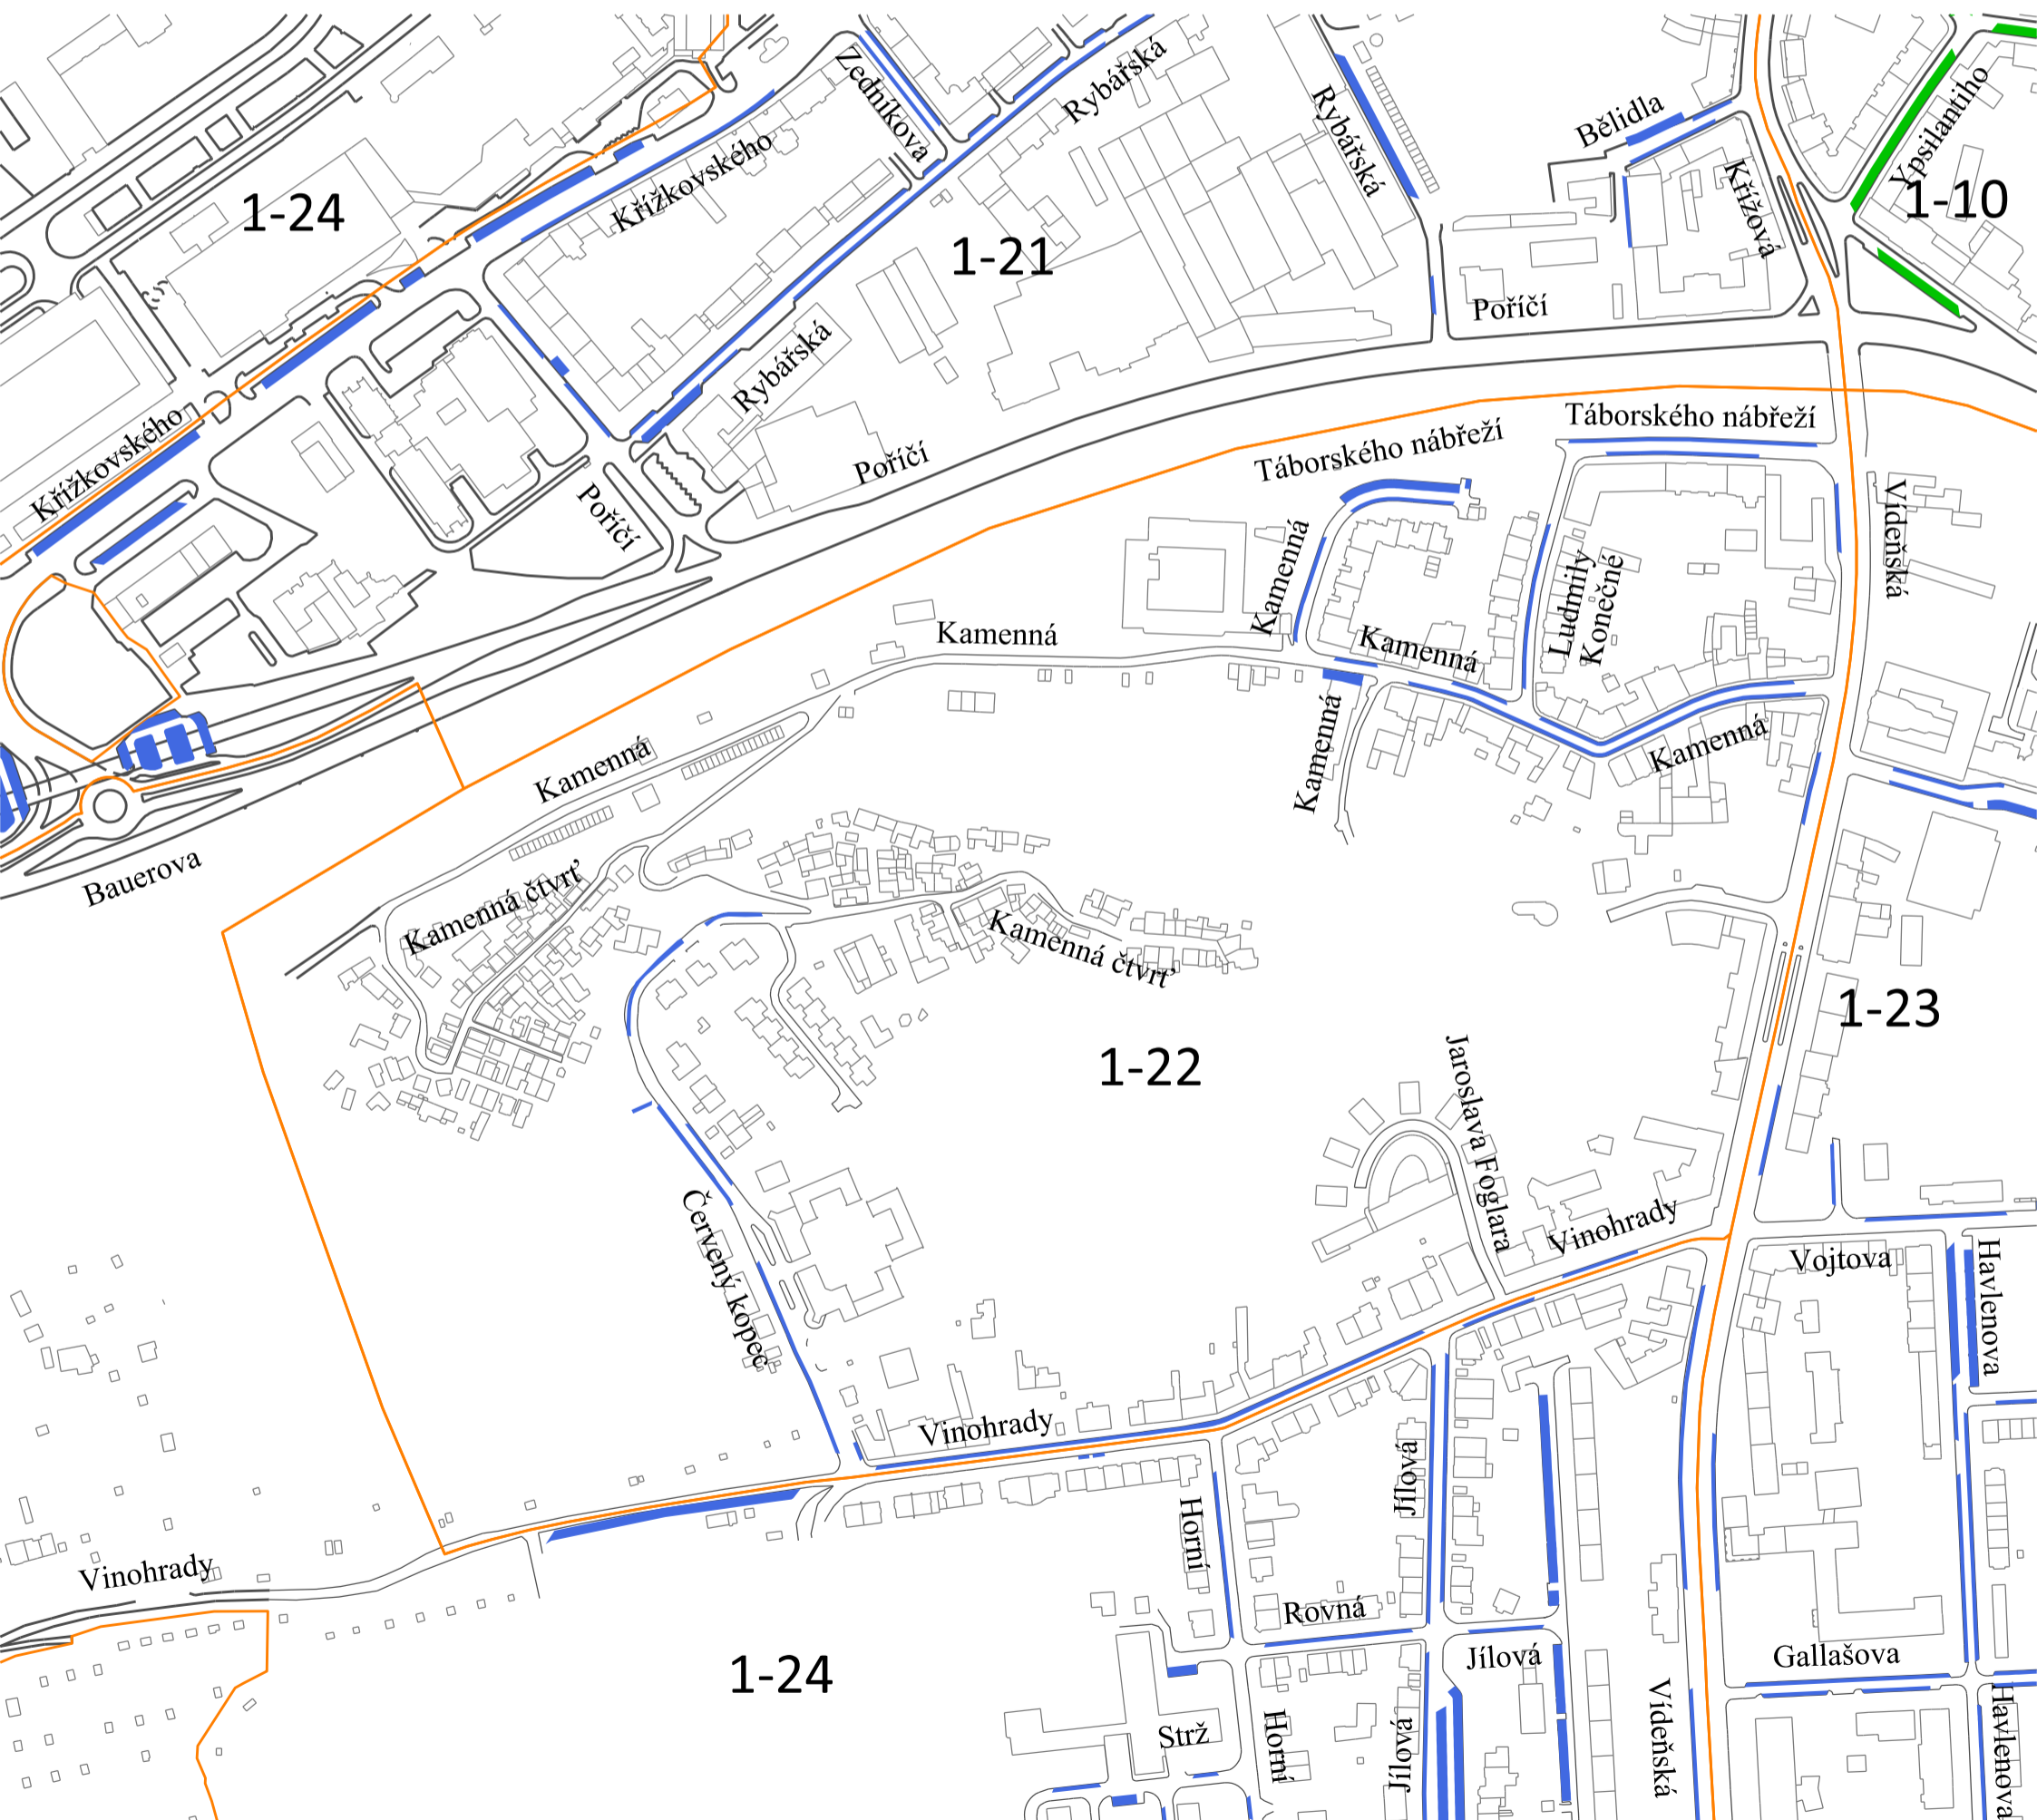 Zedníkova
Rybářská
Rybářská
Bělidla
Ypsilantiho
Křížkovského
1-24
Křížová
1-10
1-21
Poříčí
Rybářská
Křížkovského
Poříčí
Táborského nábřeží
Táborského nábřeží
Poříčí
Vídeňská
Kamenná
Ludmily
Konečné
Kamenná
Kamenná
Kamenná
Kamenná
Kamenná
Bauerova
Kamenná čtvrť
Kamenná čtvrť
1-23
1-22
Jaroslava Foglara
Červený kopec
Vinohrady
Vojtova
Havlenova
Vinohrady
Jílová
Horní
Vinohrady
Rovná
Jílová
Gallašova
1-24
Vídeňská
Strž
Horní
Jílová
Havlenova